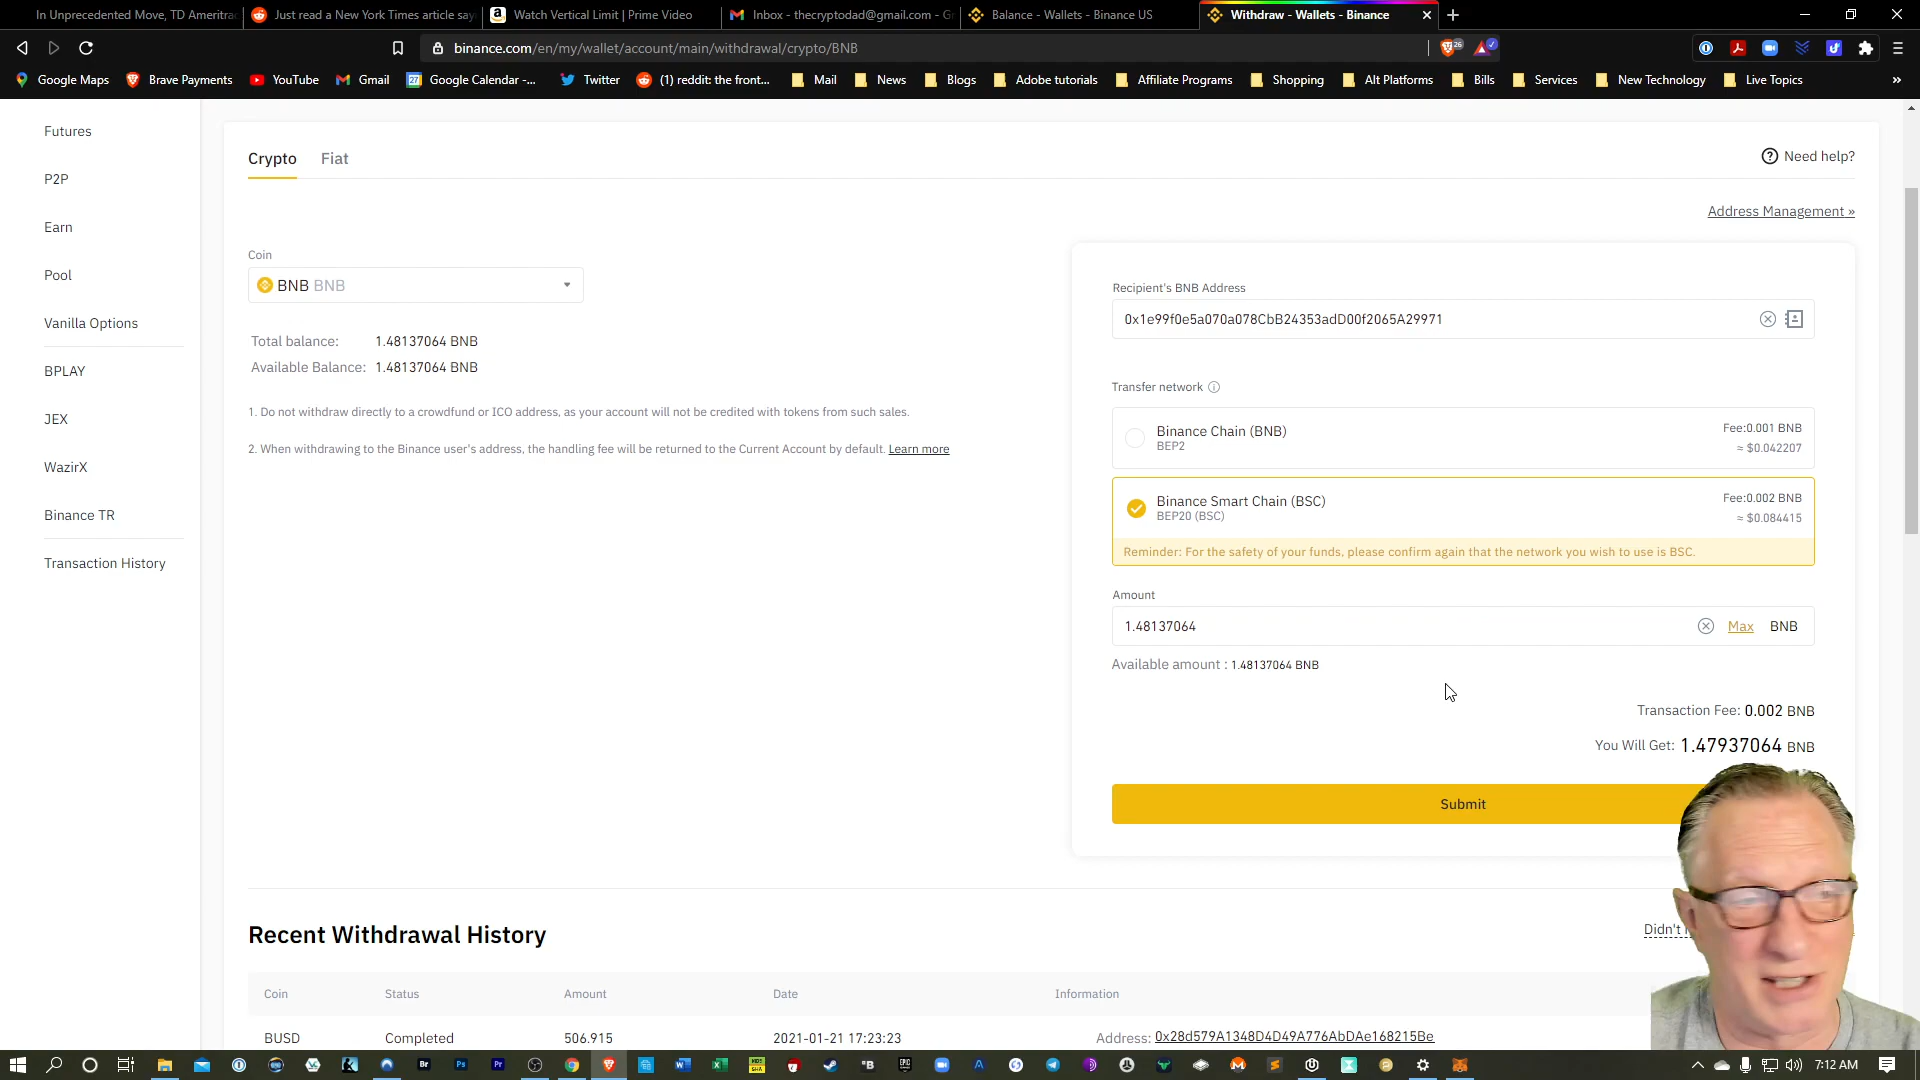 In Unprecedented Move, TD Ameritra
Just read a New York Times article say
Watch Vertical Limit | Prime Video
Inbox - thecryptodad@gmail.com - G
Balance - Wallets - Binance US
Withdraw - Wallets - Binance
binance.com/en/my/wallet/account/main/withdrawal/crypto/BNB
26
Google Maps
Brave Payments
YouTube
Gmail
Google Calendar -...
Twitter
(1) reddit: the front...
Mail
News
Blogs
Adobe tutorials
Affiliate Programs
Shopping
Alt Platforms
Bills
Services
New Technology
Live Topics
»
Futures
P2P
Earn
Pool
Vanilla Options
BPLAY
JEX
WazirX
Binance TR
Transaction History
Crypto
Fiat
Need help?
Address Management »
Coin
BNB BNB
Total balance: 1.48137064 BNB
Available Balance: 1.48137064 BNB
1. Do not withdraw directly to a crowdfund or ICO address, as your account will not be credited with tokens from such sales.
2. When withdrawing to the Binance user's address, the handling fee will be returned to the Current Account by default. Learn more
Recipient's BNB Address
0x1e99f0e5a070a078CbB24353adD00f2065A29971
Transfer network
Binance Chain (BNB)
BEP2
Fee:0.001 BNB
≈ $0.042207
Binance Smart Chain (BSC)
BEP20 (BSC)
Fee:0.002 BNB
≈ $0.084415
Reminder: For the safety of your funds, please confirm again that the network you wish to use is BSC.
Amount
1.48137064
Max
BNB
Available amount : 1.48137064 BNB
Transaction Fee: 0.002 BNB
You Will Get: 1.47937064 BNB
Submit
Recent Withdrawal History
Didn't
Coin
Status
Amount
Date
Information
BUSD
Completed
506.915
2021-01-21 17:23:23
Address: 0x28d579A1348D4D49A776AbDAe168215Be
Br
Ps
Pr
7:12 AM